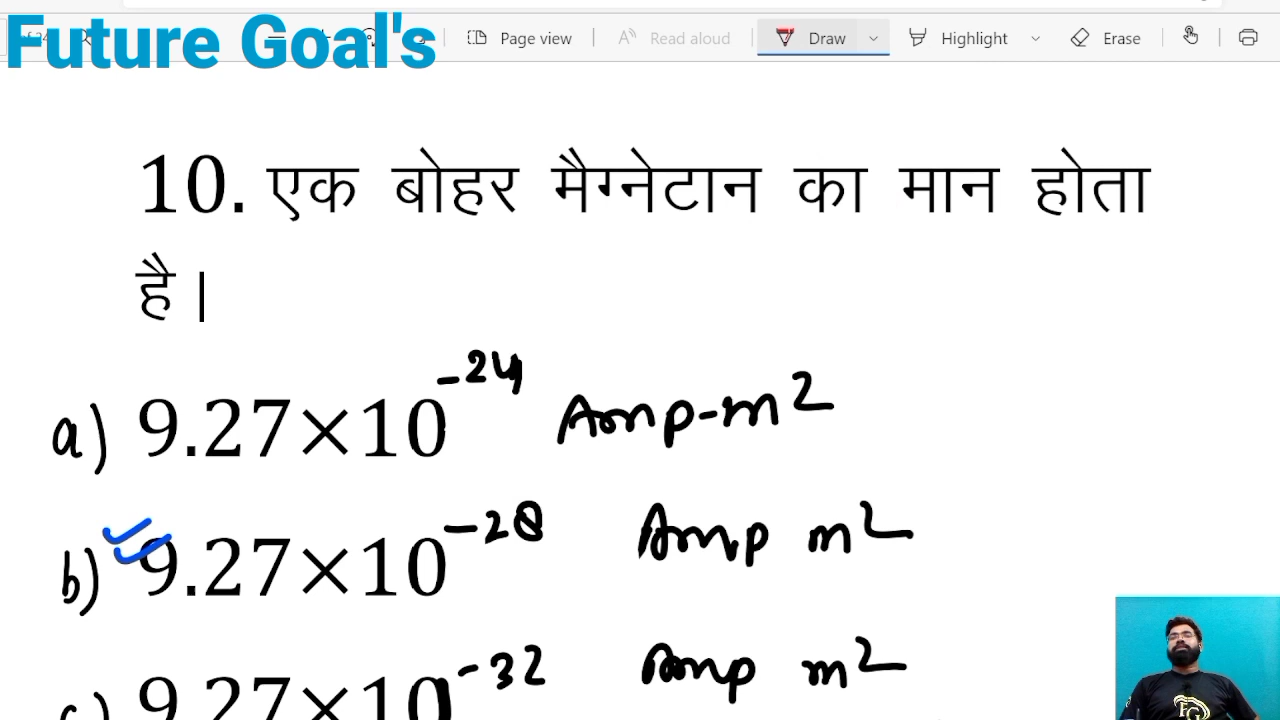 Future Goal's
Page view
Read aloud
Draw
Highlight
Erase
10. एक बोहर मैग्नेटान का मान होता
है।
a) 9.27×10⁻²⁴ Amp-m²
b) 9.27×10⁻²⁸ Amp m²
c) 9.27×10⁻³² Amp m²